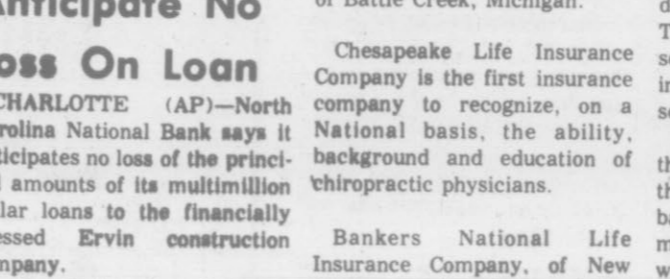 Anticipate No
Loss On Loan
CHARLOTTE (AP)—North
rolina National Bank says it
ticipates no loss of the princi-
amounts of its multimillion
lar loans to the financially
essed Ervin construction
mpany.
of Battle Creek, Michigan.
Chesapeake Life Insurance
Company is the first insurance
company to recognize, on a
National basis, the ability,
background and education of
chiropractic physicians.
Bankers National Life
Insurance Company, of New